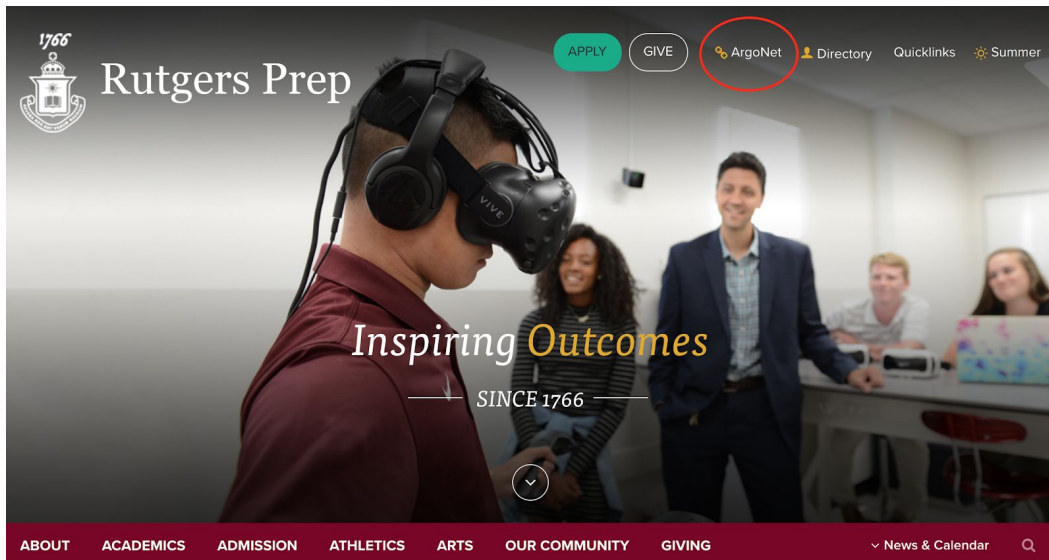 1766
Rutgers Prep
APPLY
GIVE
ArgoNet
Directory
Quicklinks
Summer
VIVE
Inspiring Outcomes
SINCE 1766
ABOUT
ACADEMICS
ADMISSION
ATHLETICS
ARTS
OUR COMMUNITY
GIVING
News & Calendar